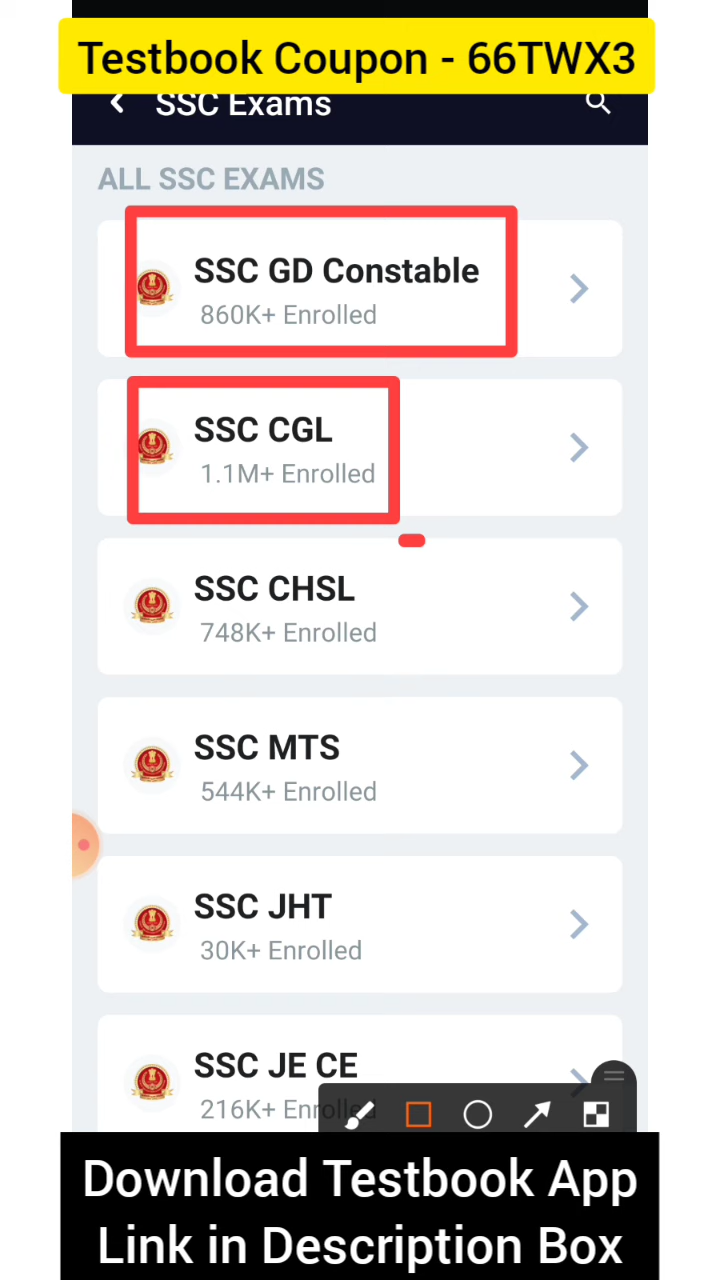 Testbook Coupon - 66TWX3
SSC Exams
ALL SSC EXAMS
SSC GD Constable
860K+ Enrolled
SSC CGL
1.1M+ Enrolled
SSC CHSL
748K+ Enrolled
SSC MTS
544K+ Enrolled
SSC JHT
30K+ Enrolled
SSC JE CE
216K+ Enrolled
Download Testbook App
Link in Description Box